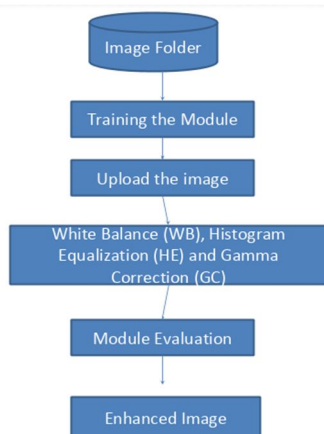 Image Folder
Training the Module
Upload the image
White Balance (WB), Histogram
Equalization (HE) and Gamma
Correction (GC)
Module Evaluation
Enhanced Image